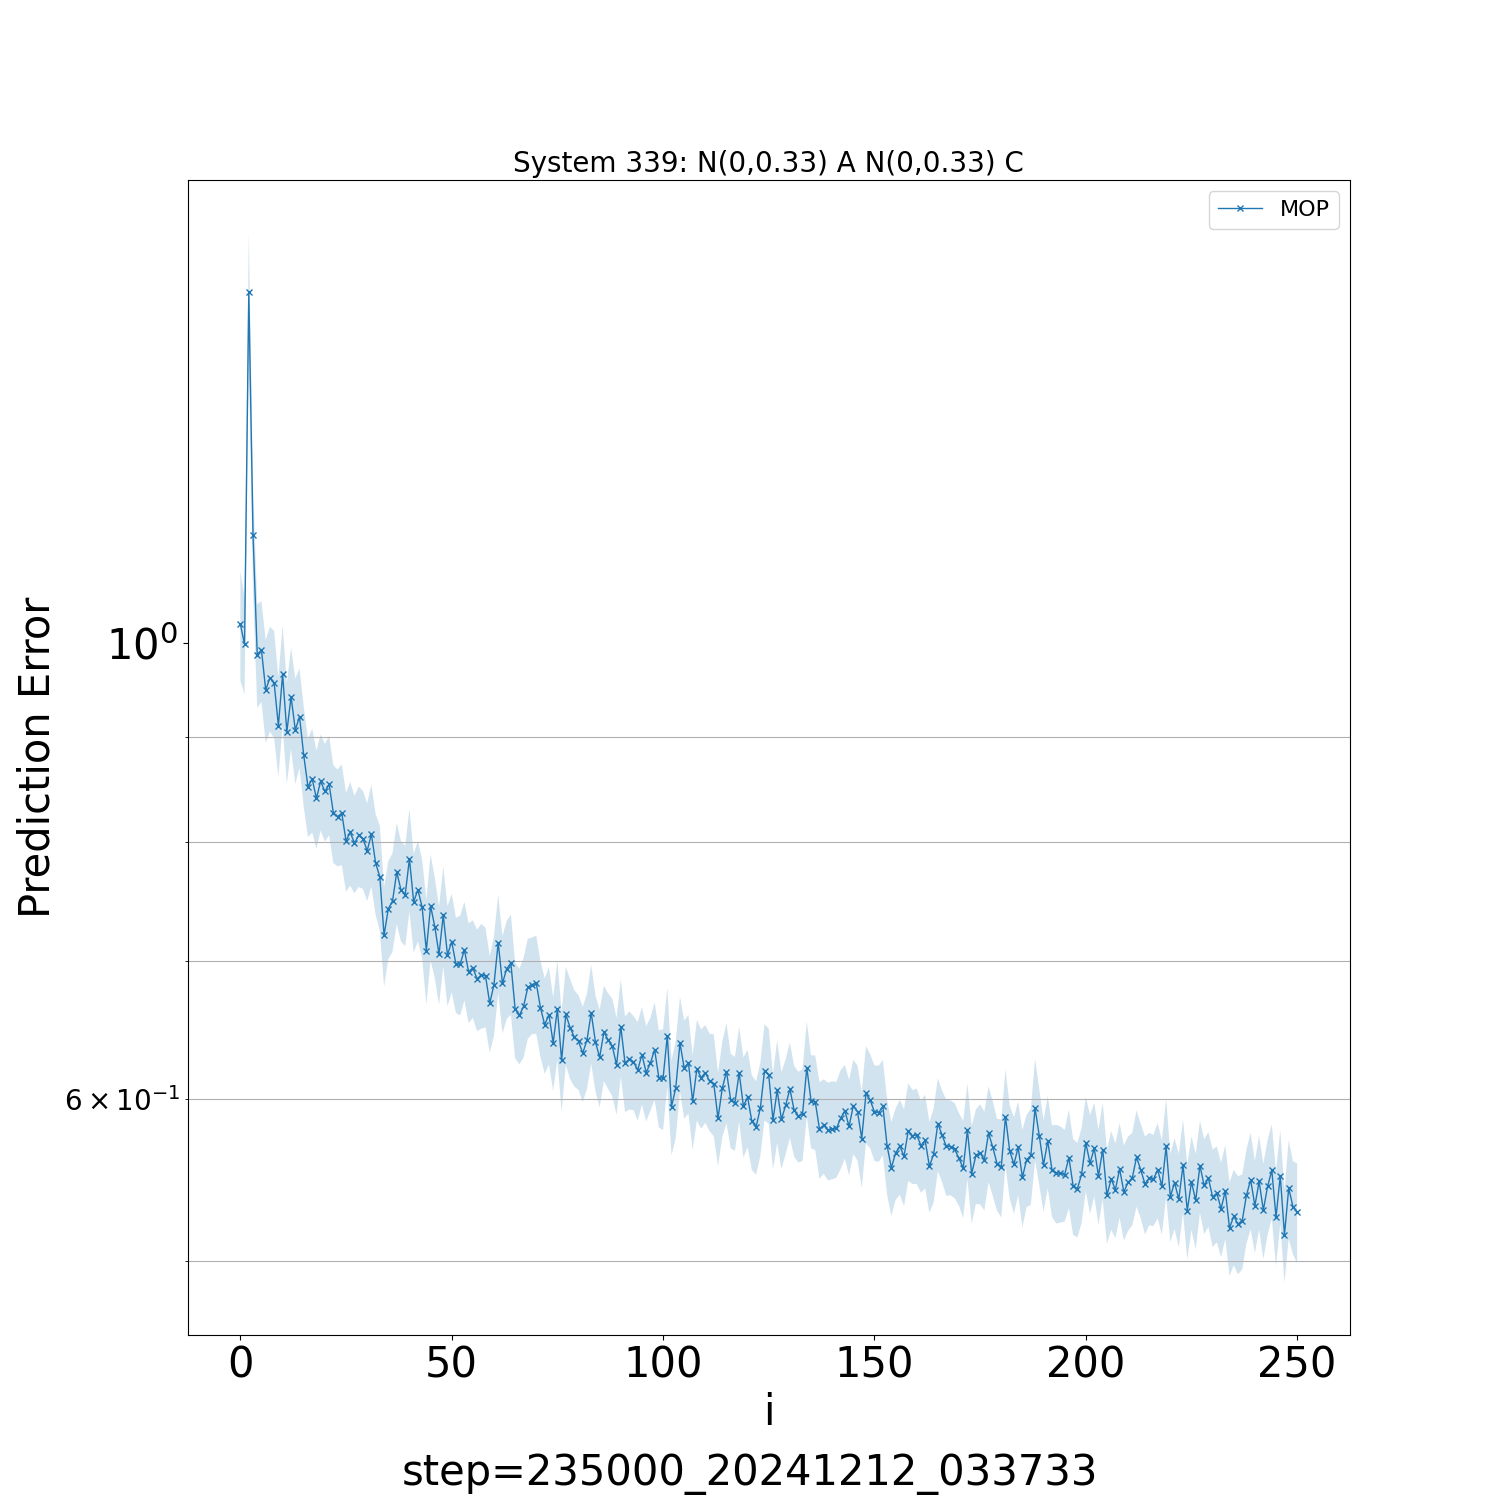 System 339: N(0,0.33) A N(0,0.33) C
MOP
Prediction Error
10⁰
6 × 10⁻¹
0 50 100 150 200 250
i
step=235000_20241212_033733